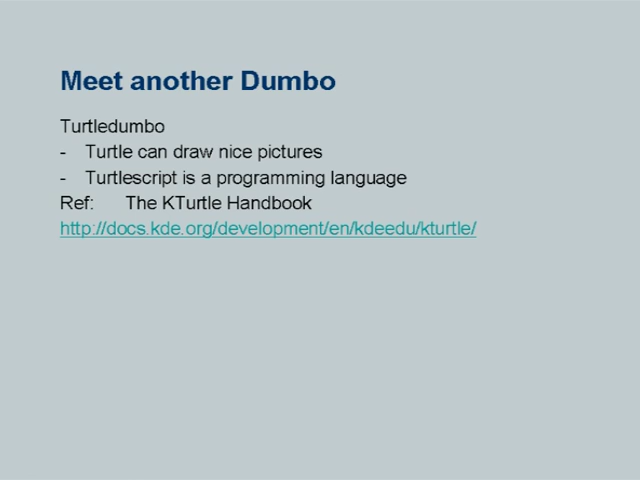 Meet another Dumbo
Turtledumbo
- Turtle can draw nice pictures
- Turtlescript is a programming language
Ref: The KTurtle Handbook
http://docs.kde.org/development/en/kdeedu/kturtle/